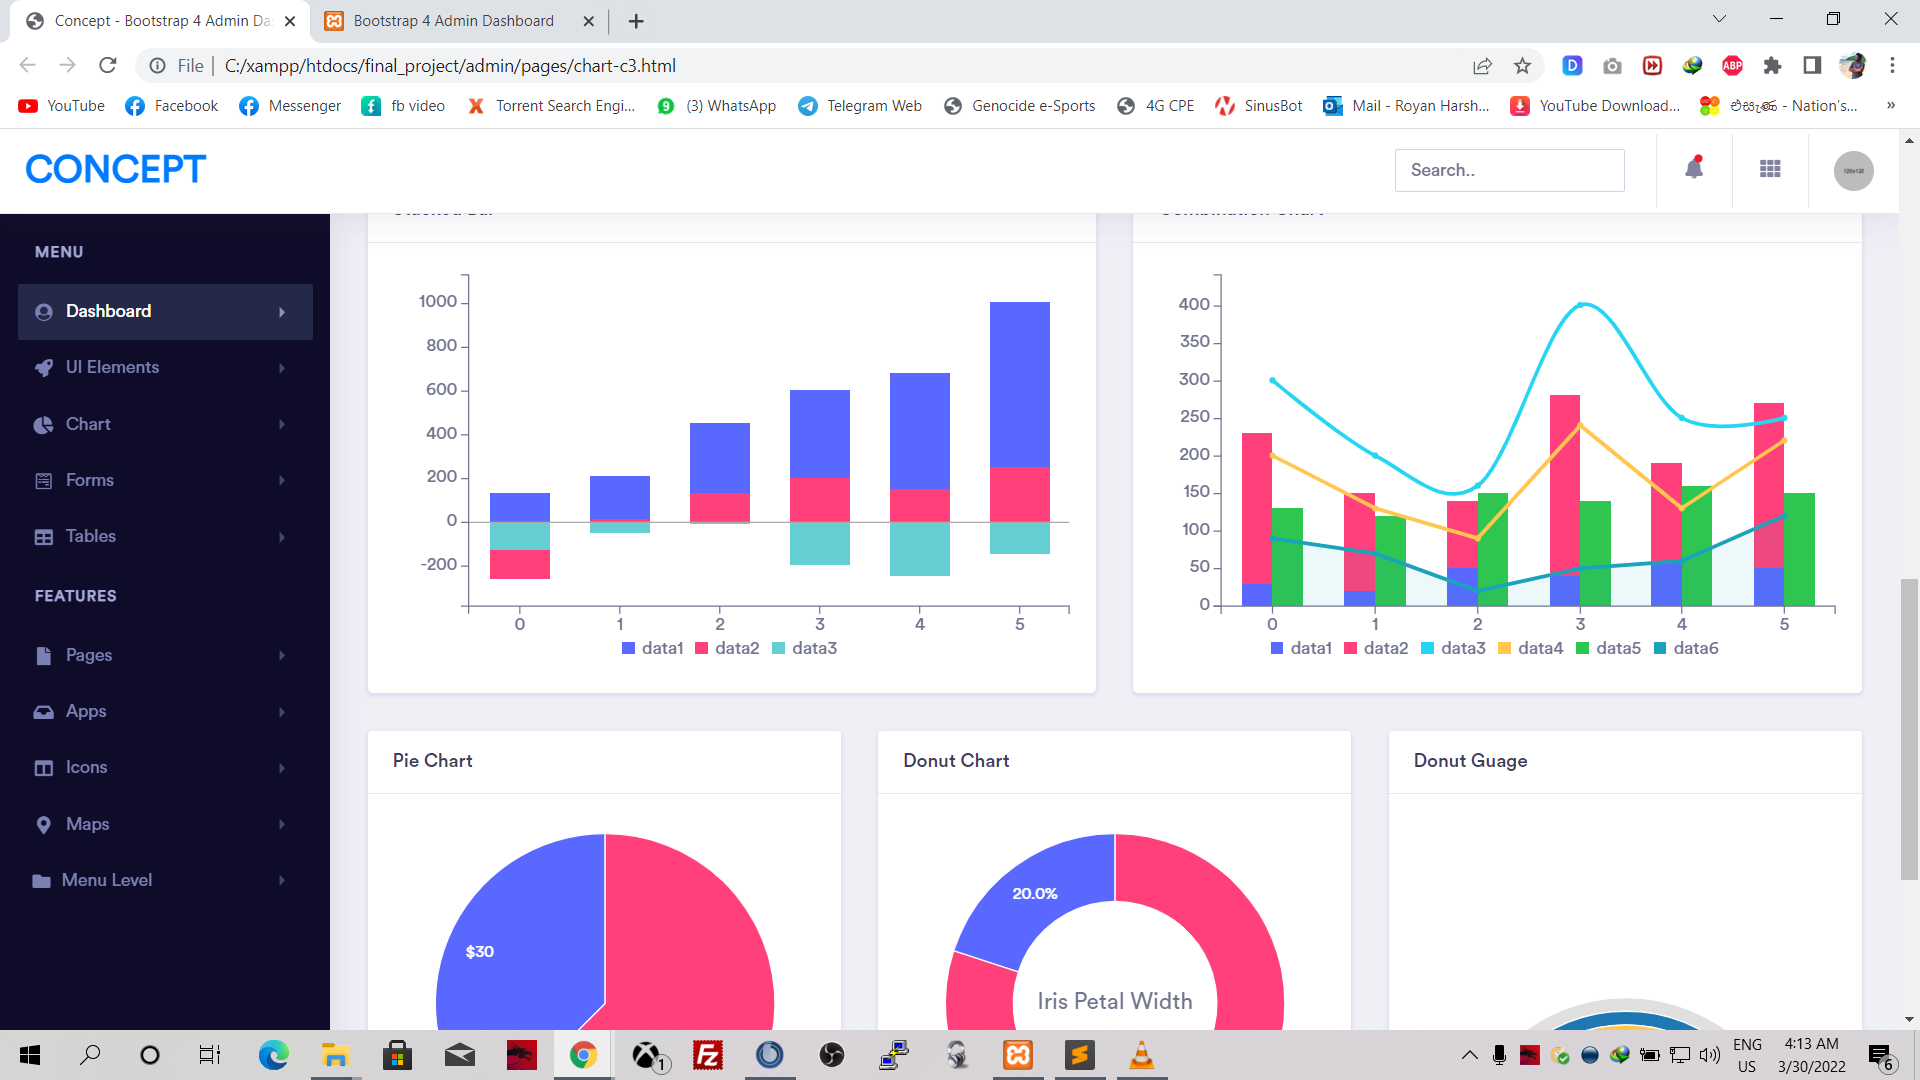 Concept - Bootstrap 4 Admin Da
Bootstrap 4 Admin Dashboard
File
C:/xampp/htdocs/final_project/admin/pages/chart-c3.html
YouTube
Facebook
Messenger
fb video
Torrent Search Engi...
(3) WhatsApp
Telegram Web
Genocide e-Sports
4G CPE
SinusBot
Mail - Royan Harsh...
YouTube Download...
- Nation's...
CONCEPT
Search..
MENU
Dashboard
UI Elements
Chart
Forms
Tables
FEATURES
Pages
Apps
Icons
Maps
Menu Level
1000
800
600
400
200
0
-200
0 1 2 3 4 5
data1 data2 data3
400
350
300
250
200
150
100
50
0
0 1 2 3 4 5
data1 data2 data3 data4 data5 data6
Pie Chart
$30
Donut Chart
20.0%
Iris Petal Width
Donut Guage
ENG
US
4:13 AM
3/30/2022